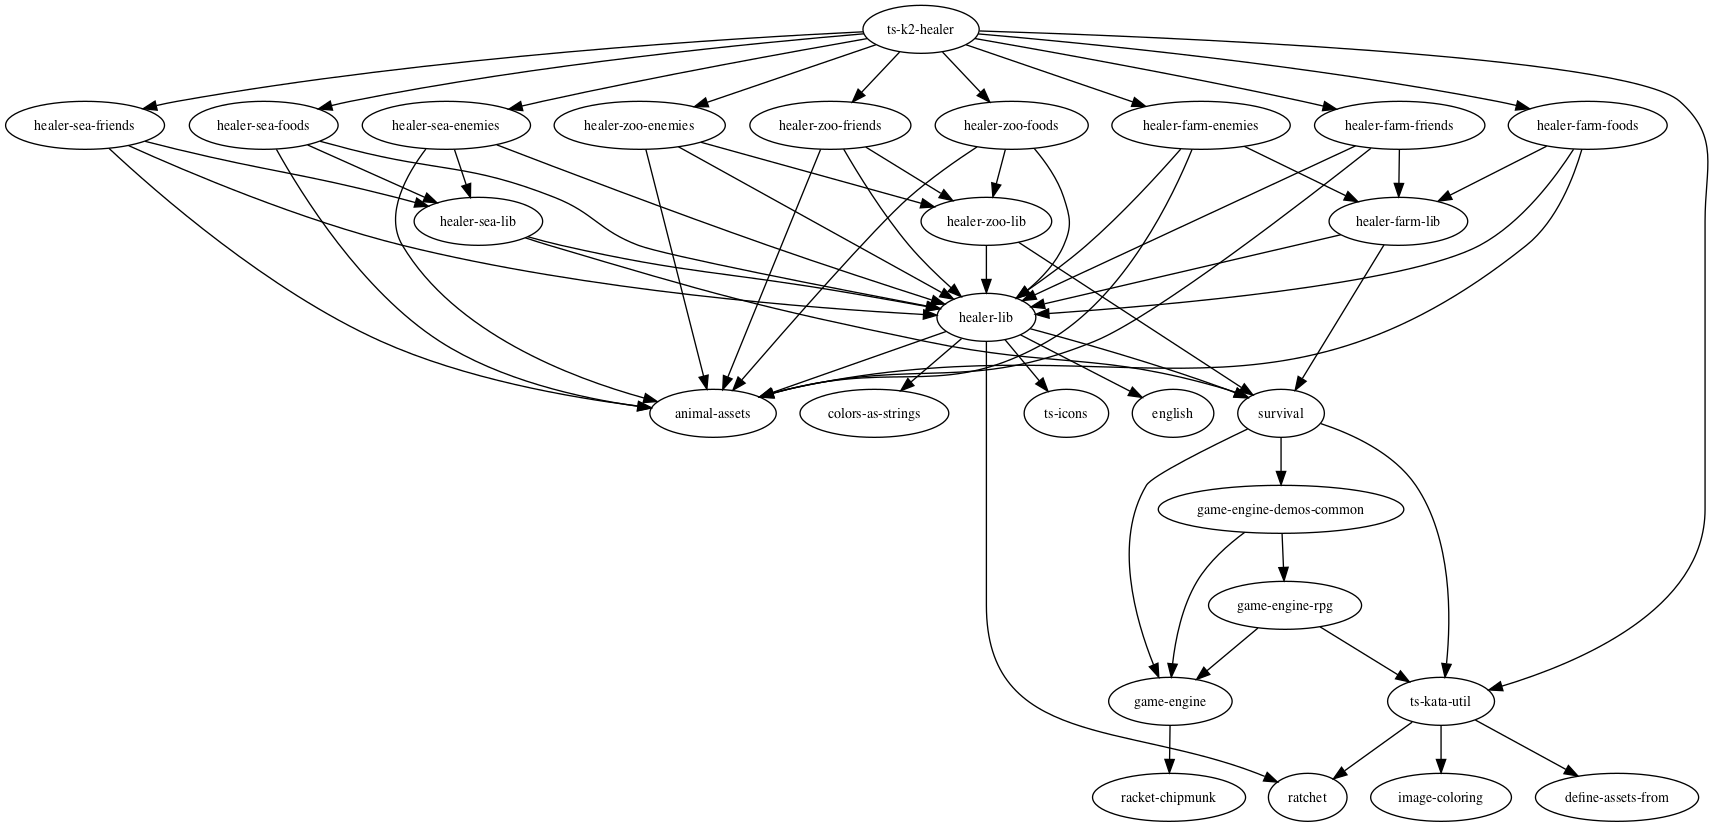 ts-k2-healer
healer-sea-friends
healer-sea-foods
healer-sea-enemies
healer-zoo-enemies
healer-zoo-friends
healer-zoo-foods
healer-farm-enemies
healer-farm-friends
healer-farm-foods
healer-sea-lib
healer-zoo-lib
healer-farm-lib
healer-lib
animal-assets
colors-as-strings
ts-icons
english
survival
game-engine-demos-common
game-engine-rpg
game-engine
ts-kata-util
racket-chipmunk
ratchet
image-coloring
define-assets-from